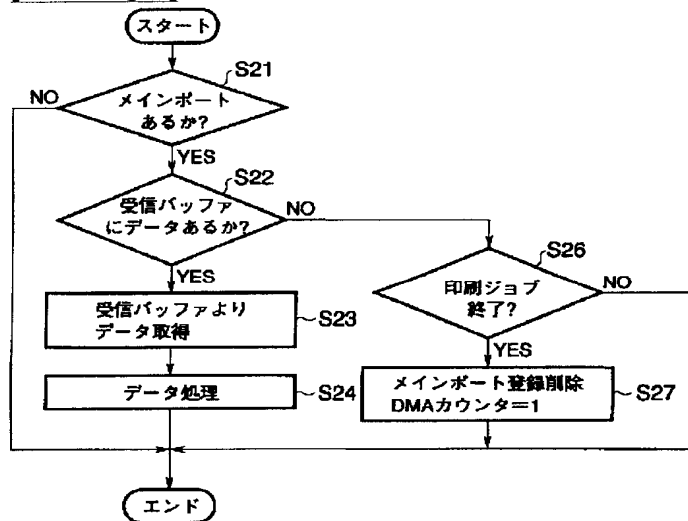 スタート
S21
メインポート
あるか?
NO
YES
S22
受信バッファ
にデータあるか?
NO
YES
S26
印刷ジョブ
終了?
NO
YES
受信バッファより
データ取得
S23
データ処理
S24
メインポート登録削除
DMAカウンタ=1
S27
エンド